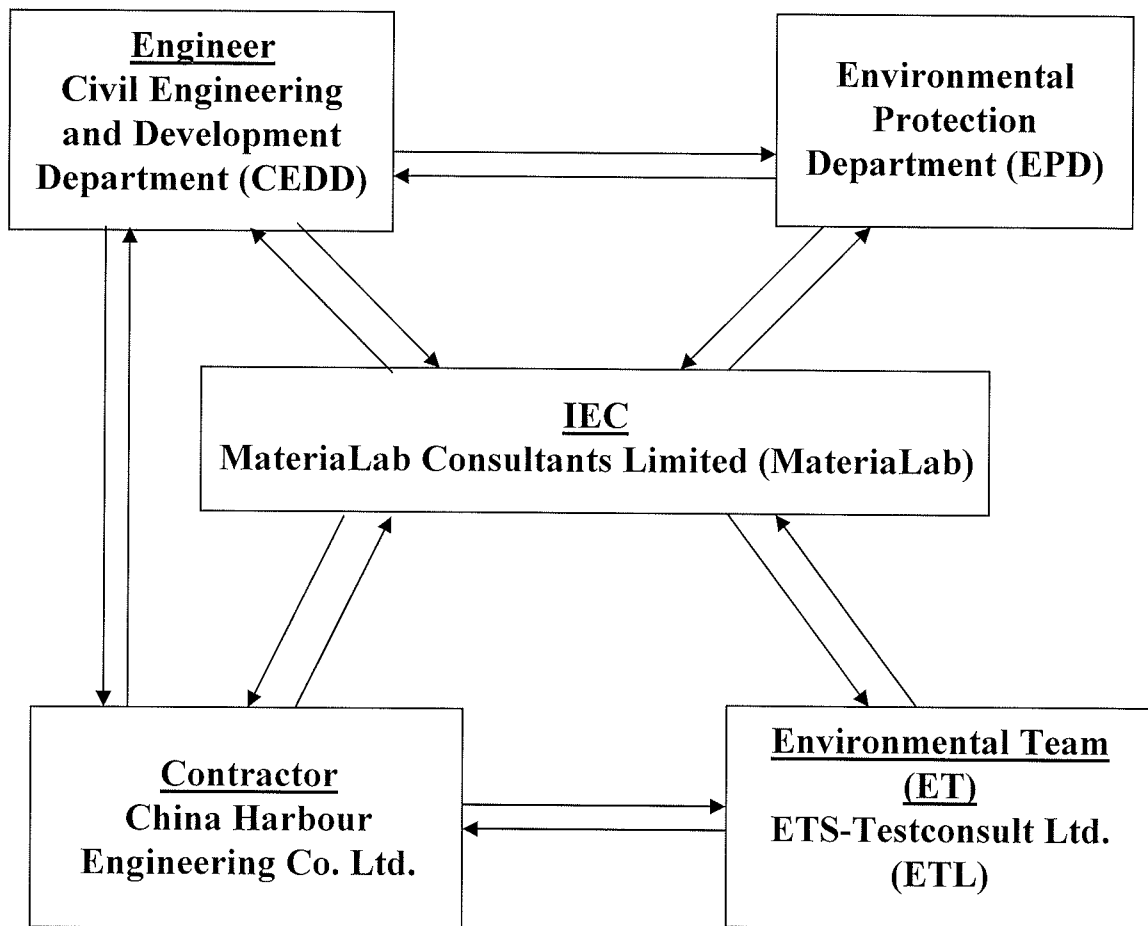 Engineer
Civil Engineering
and Development
Department (CEDD)
Environmental
Protection
Department (EPD)
IEC
MateriaLab Consultants Limited (MateriaLab)
Contractor
China Harbour
Engineering Co. Ltd.
Environmental Team
(ET)
ETS-Testconsult Ltd.
(ETL)